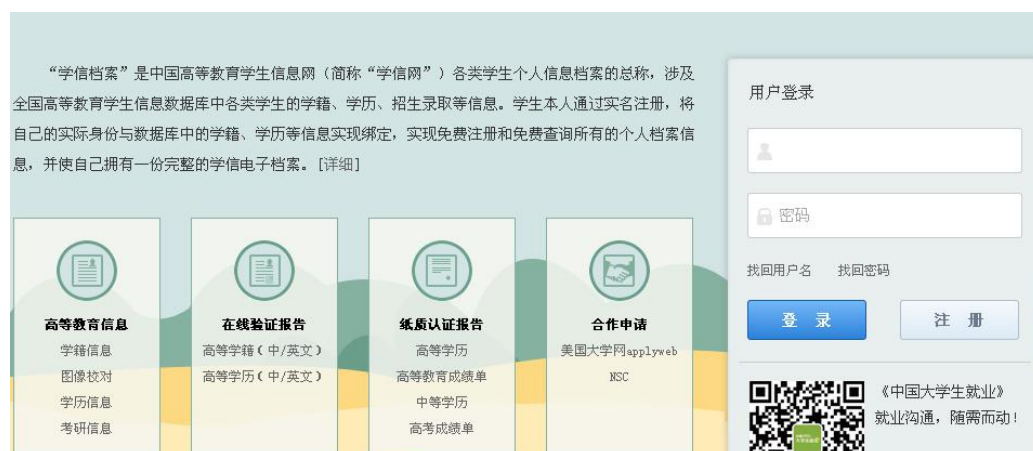 “学信档案”是中国高等教育学生信息网（简称“学信网”）各类学生个人信息档案的总称，涉及
全国高等教育学生信息数据库中各类学生的学籍、学历、招生录取等信息。学生本人通过实名注册，将
自己的实际身份与数据库中的学籍、学历等信息实现绑定，实现免费注册和免费查询所有的个人档案信
息，并使自己拥有一份完整的学信电子档案。[详细]
高等教育信息
学籍信息
图像校对
学历信息
考研信息
在线验证报告
高等学籍（中/英文）
高等学历（中/英文）
纸质认证报告
高等学历
高等教育成绩单
中等学历
高考成绩单
合作申请
美国大学网applyweb
NSC
用户登录
密码
找回用户名 找回密码
登 录 注 册
《中国大学生就业》
就业沟通，随需而动！